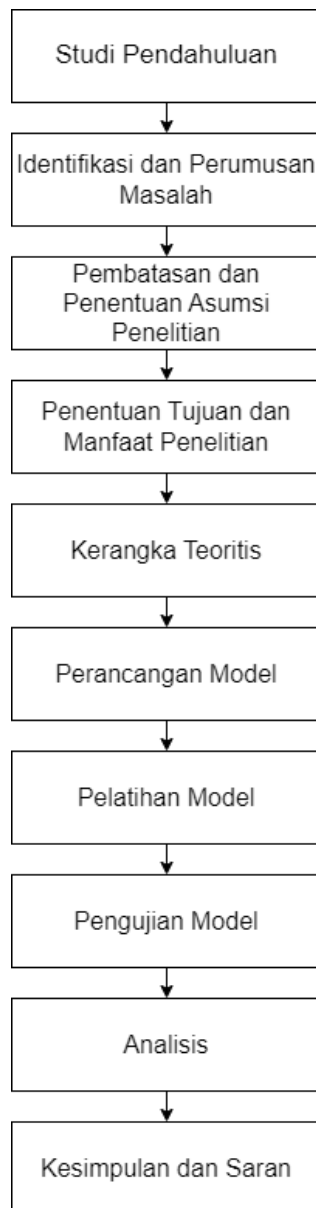 Studi Pendahuluan
Identifikasi dan Perumusan
Masalah
Pembatasan dan
Penentuan Asumsi
Penelitian
Penentuan Tujuan dan
Manfaat Penelitian
Kerangka Teoritis
Perancangan Model
Pelatihan Model
Pengujian Model
Analisis
Kesimpulan dan Saran